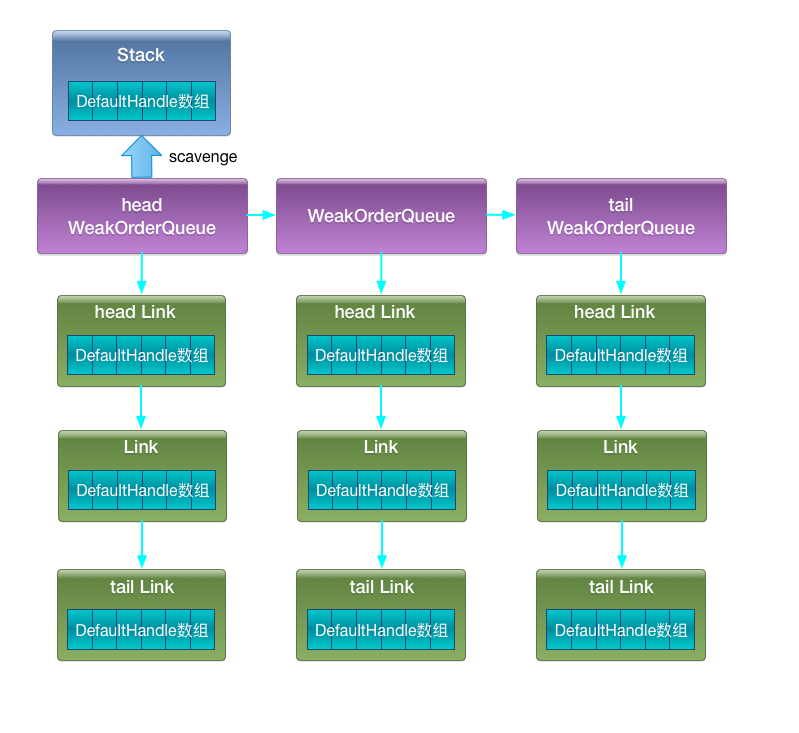 Stack
DefaultHandle数组
scavenge
head
WeakOrderQueue
WeakOrderQueue
tail
WeakOrderQueue
head Link
DefaultHandle数组
head Link
DefaultHandle数组
head Link
DefaultHandle数组
Link
DefaultHandle数组
Link
DefaultHandle数组
Link
DefaultHandle数组
tail Link
DefaultHandle数组
tail Link
DefaultHandle数组
tail Link
DefaultHandle数组